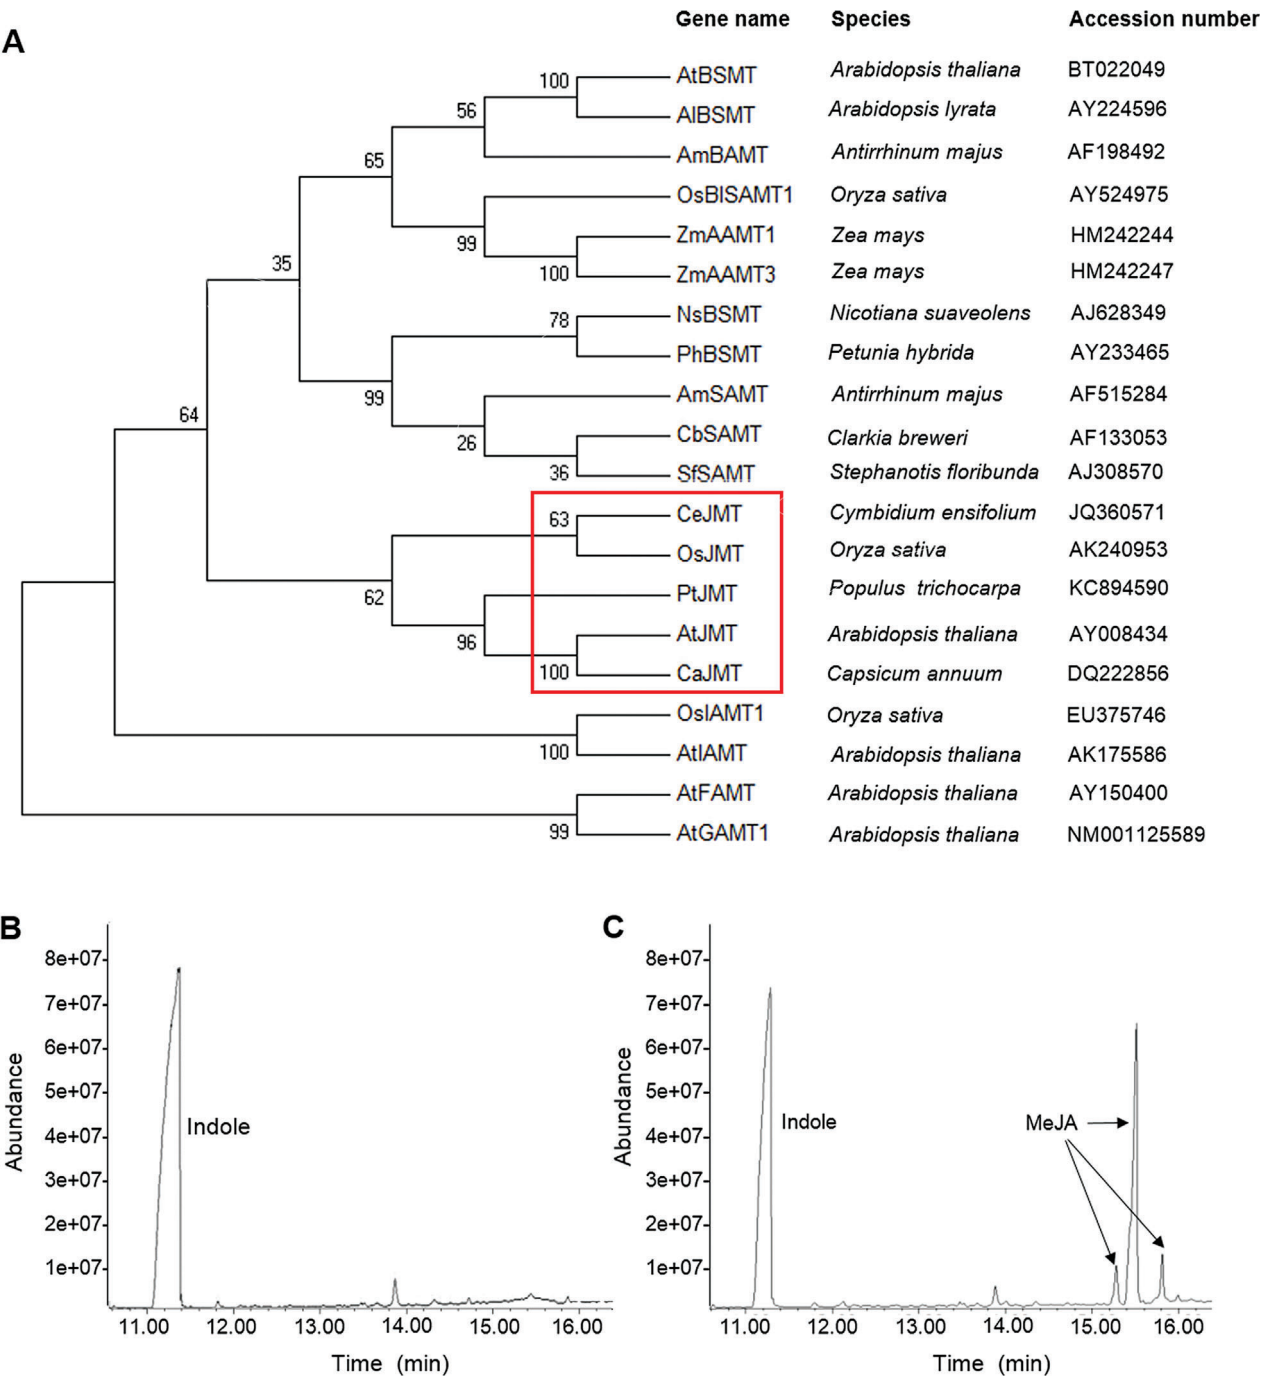 Gene name Species Accession number
A
AtBSMT Arabidopsis thaliana BT022049
100
AlBSMT Arabidopsis lyrata AY224596
56
AmBAMT Antirrhinum majus AF198492
65
OsBISAMT1 Oryza sativa AY524975
99
ZmAAMT1 Zea mays HM242244
35
100
ZmAAMT3 Zea mays HM242247
NsBSMT Nicotiana suaveolens AJ628349
78
PhBSMT Petunia hybrida AY233465
99
AmSAMT Antirrhinum majus AF515284
64
26
CbSAMT Clarkia breweri AF133053
36
SfSAMT Stephanotis floribunda AJ308570
CeJMT Cymbidium ensifolium JQ360571
63
OsJMT Oryza sativa AK240953
62
PtJMT Populus trichocarpa KC894590
96
AtJMT Arabidopsis thaliana AY008434
100
CaJMT Capsicum annuum DQ222856
OsIAMT1 Oryza sativa EU375746
100
AtIAMT Arabidopsis thaliana AK175586
AtFAMT Arabidopsis thaliana AY150400
99
AtGAMT1 Arabidopsis thaliana NM001125589
B
8e+07
7e+07
6e+07
5e+07
4e+07
3e+07
2e+07
1e+07
Abundance
Indole
11.00 12.00 13.00 14.00 15.00 16.00
Time (min)
C
8e+07
7e+07
6e+07
5e+07
4e+07
3e+07
2e+07
1e+07
Abundance
Indole
MeJA
11.00 12.00 13.00 14.00 15.00 16.00
Time (min)